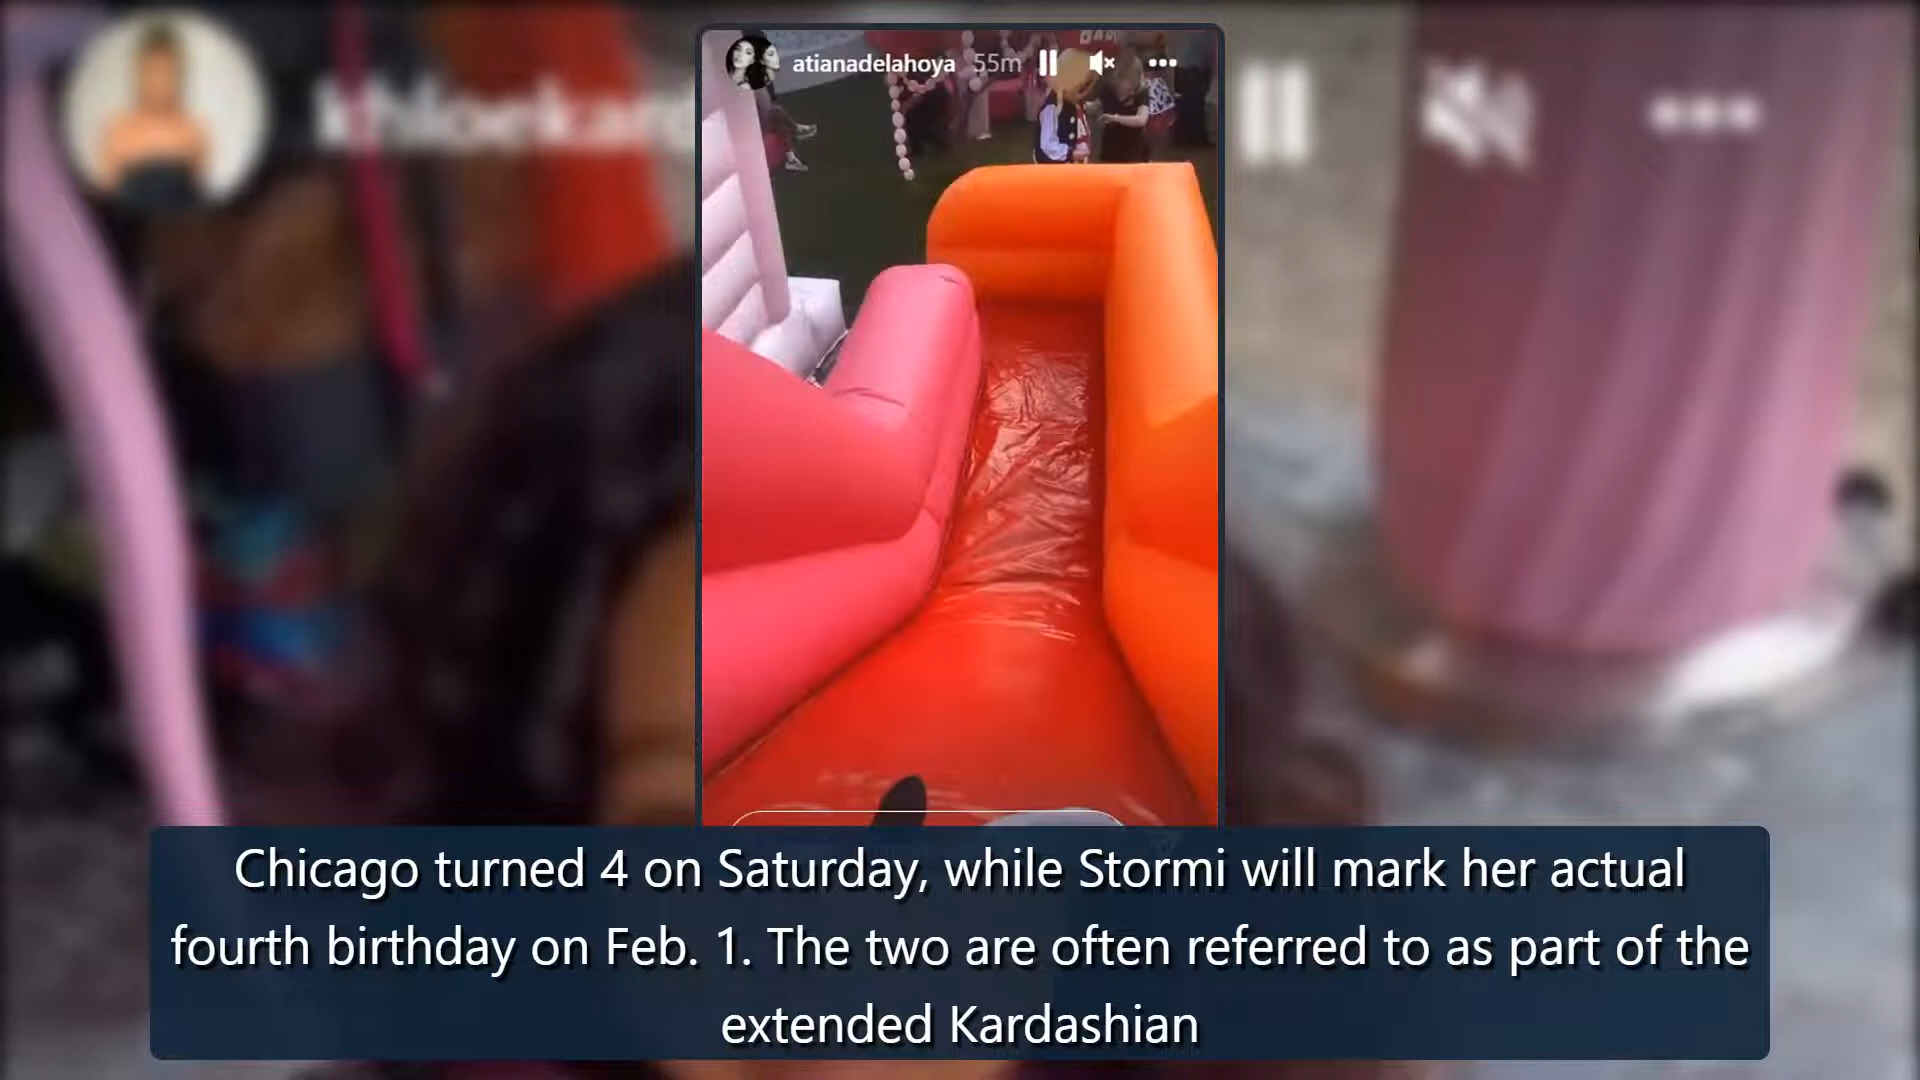 atianadelahoya 55m
Chicago turned 4 on Saturday, while Stormi will mark her actual
fourth birthday on Feb. 1. The two are often referred to as part of the
extended Kardashian